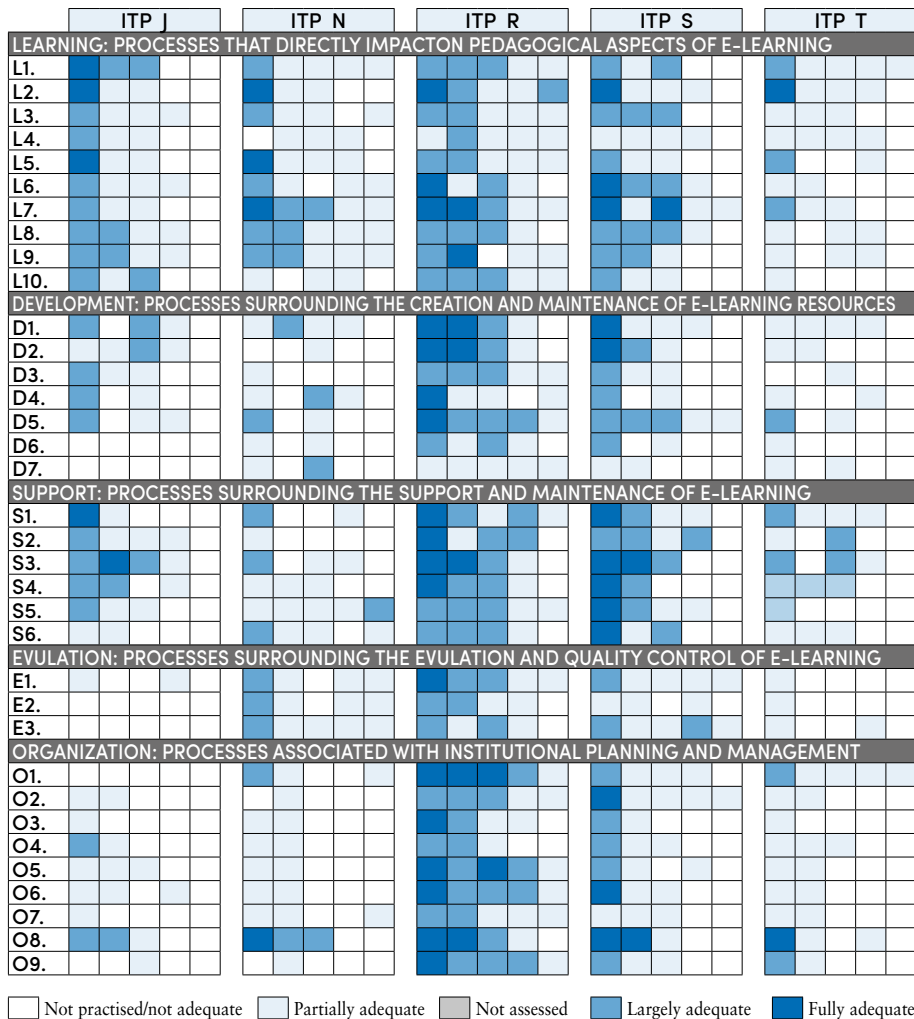 ITP J ITP N ITP R ITP S ITP T
LEARNING: PROCESSES THAT DIRECTLY IMPACTON PEDAGOGICAL ASPECTS OF E-LEARNING
L1.
L2.
L3.
L4.
L5.
L6.
L7.
L8.
L9.
L10.
DEVELOPMENT: PROCESSES SURROUNDING THE CREATION AND MAINTENANCE OF E-LEARNING RESOURCES
D1.
D2.
D3.
D4.
D5.
D6.
D7.
SUPPORT: PROCESSES SURROUNDING THE SUPPORT AND MAINTENANCE OF E-LEARNING
S1.
S2.
S3.
S4.
S5.
S6.
EVULATION: PROCESSES SURROUNDING THE EVULATION AND QUALITY CONTROL OF E-LEARNING
E1.
E2.
E3.
ORGANIZATION: PROCESSES ASSOCIATED WITH INSTITUTIONAL PLANNING AND MANAGEMENT
O1.
O2.
O3.
O4.
O5.
O6.
O7.
O8.
O9.
Not practised/not adequate Partially adequate Not assessed Largely adequate Fully adequate